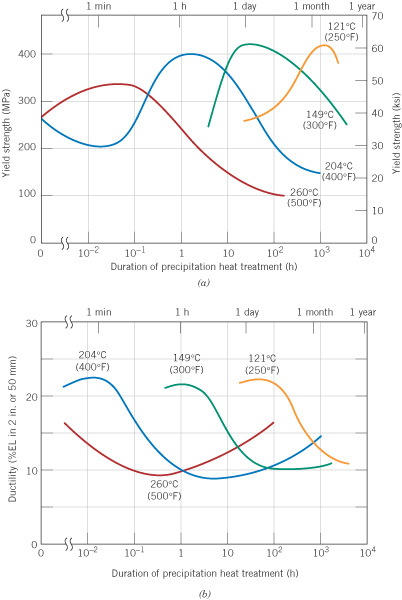 1 min 1 h 1 day 1 month 1 year
121°C
(250°F)
70
400
60
50
300
149°C
(300°F)
40
Yield strength (MPa)
Yield strength (ksi)
200
30
204°C
(400°F)
20
100
260°C
(500°F)
10
0
0
0 10⁻² 10⁻¹ 1 10 10² 10³ 10⁴
Duration of precipitation heat treatment (h)
(a)
1 min 1 h 1 day 1 month 1 year
30
204°C
(400°F)
149°C
(300°F)
121°C
(250°F)
20
Ductility (%EL in 2 in. or 50 mm)
10
260°C
(500°F)
0
0 10⁻² 10⁻¹ 1 10 10² 10³ 10⁴
Duration of precipitation heat treatment (h)
(b)